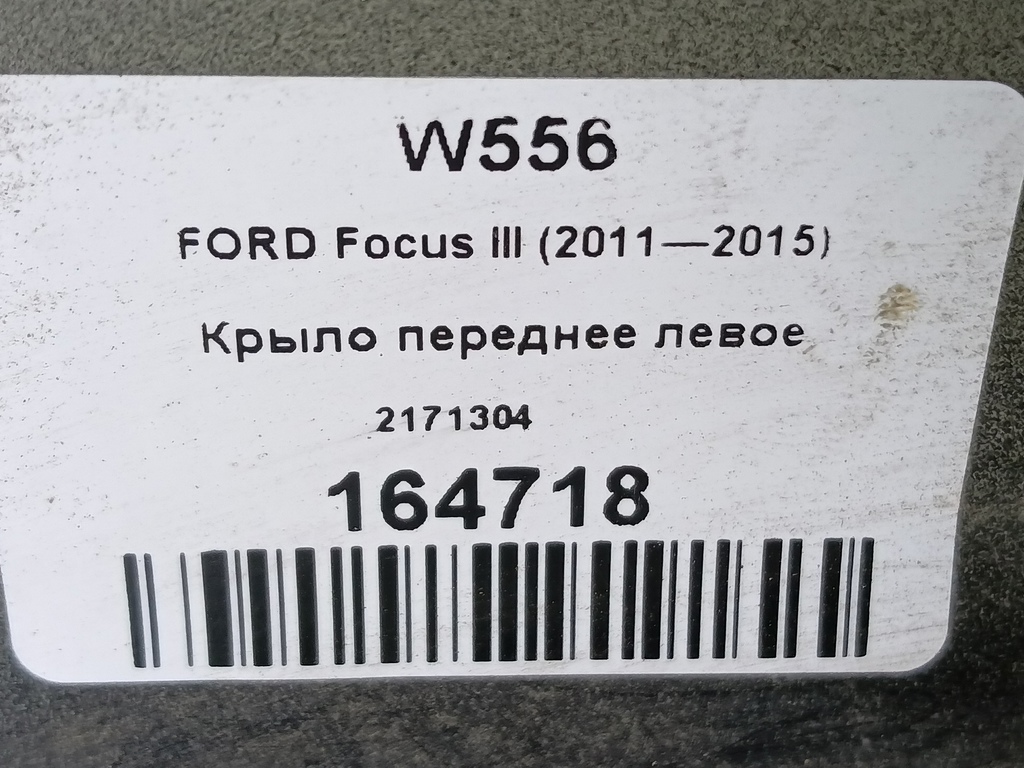 W556
FORD Focus III (2011—2015)
Крыло переднее левое
2171304
164718